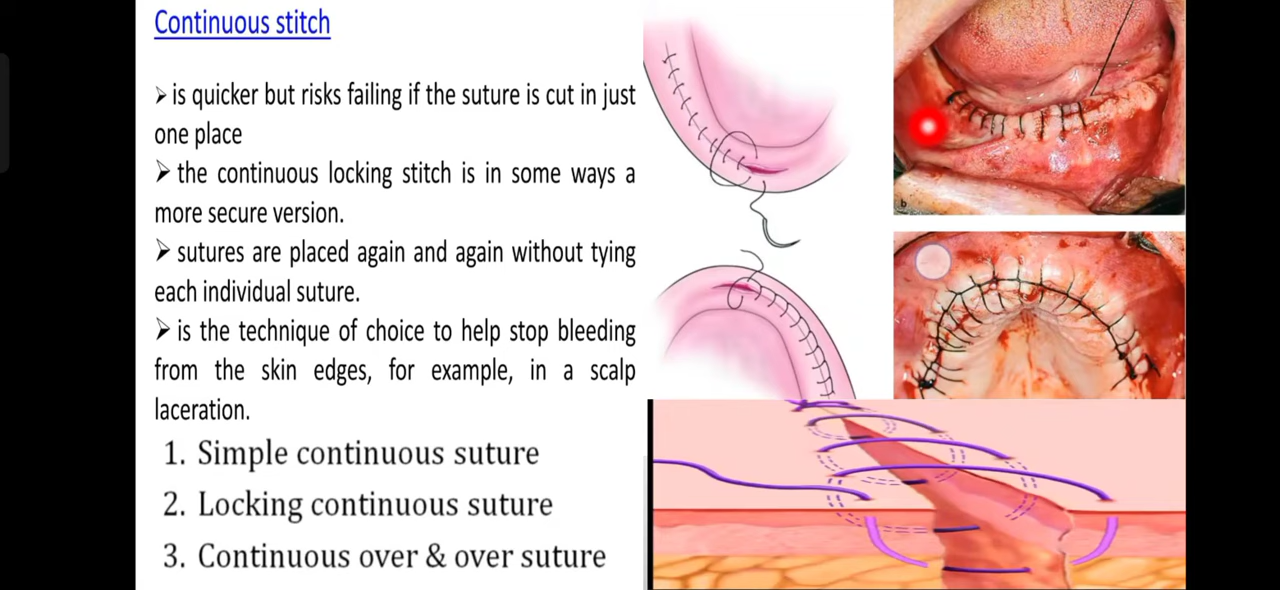 Continuous stitch
➢ is quicker but risks failing if the suture is cut in just
one place
➢ the continuous locking stitch is in some ways a
more secure version.
➢ sutures are placed again and again without tying
each individual suture.
➢ is the technique of choice to help stop bleeding
from the skin edges, for example, in a scalp
laceration.
1. Simple continuous suture
2. Locking continuous suture
3. Continuous over & over suture
b